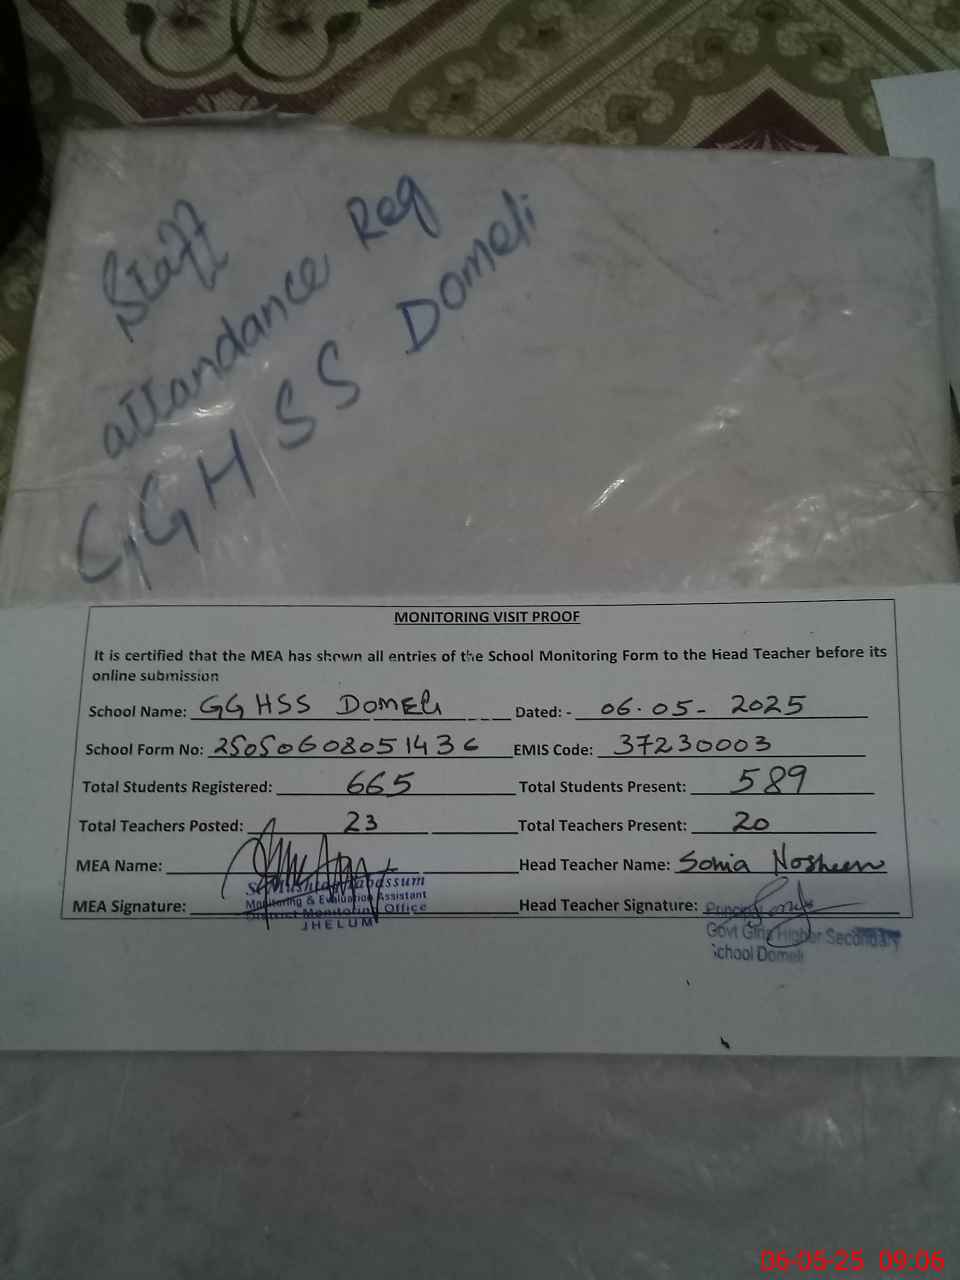 Staff
attandance Reg
GGHSS Domeli
MONITORING VISIT PROOF
It is certified that the MEA has shown all entries of the School Monitoring Form to the Head Teacher before its
online submission
School Name: GGHSS Domeli Dated: - 06-05-2025
School Form No: 25050608051436 EMIS Code: 37230003
Total Students Registered: 665 Total Students Present: 589
Total Teachers Posted: 23 Total Teachers Present: 20
MEA Name: Head Teacher Name: Sonia Nosheen
MEA Signature: Head Teacher Signature:
Monitoring & Evaluation Assistant
District Monitoring Office
JHELUM
Principal
Govt Girls Higher Secondary
School Domeli
06-05-25 09:06